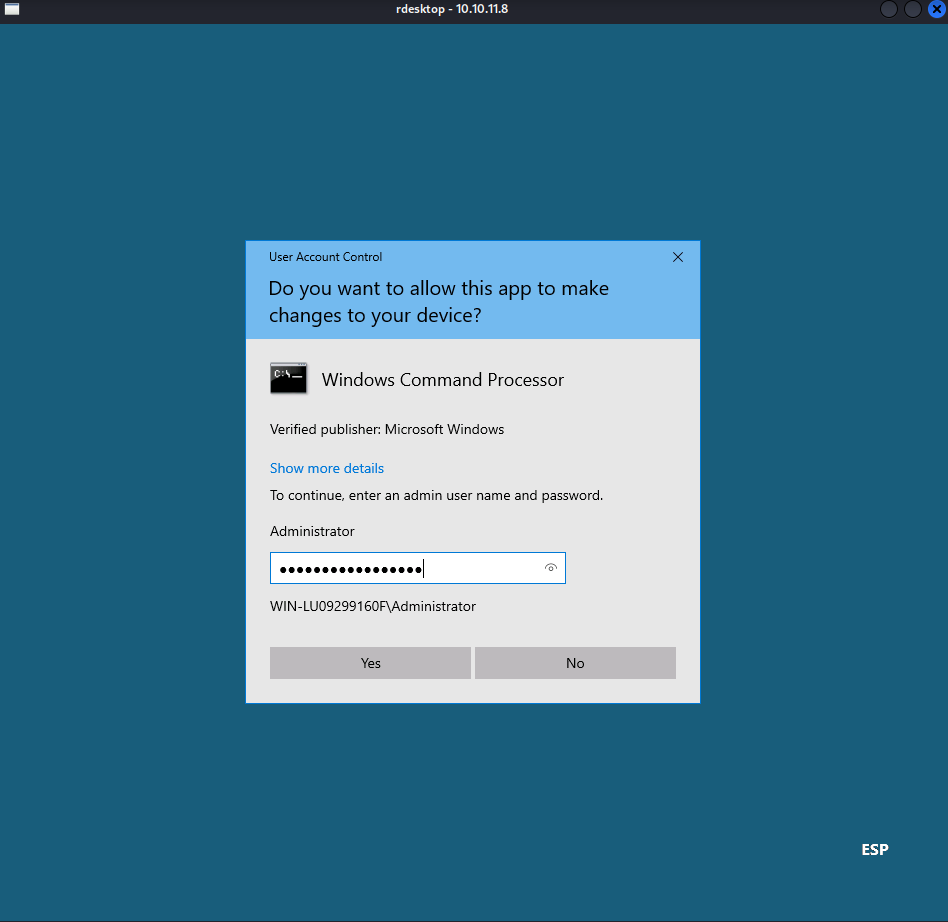 rdesktop - 10.10.11.8
User Account Control
Do you want to allow this app to make
changes to your device?
C:\_
Windows Command Processor
Verified publisher: Microsoft Windows
Show more details
To continue, enter an admin user name and password.
Administrator
●●●●●●●●●●●●●●●●●
WIN-LU09299160F\Administrator
Yes
No
ESP